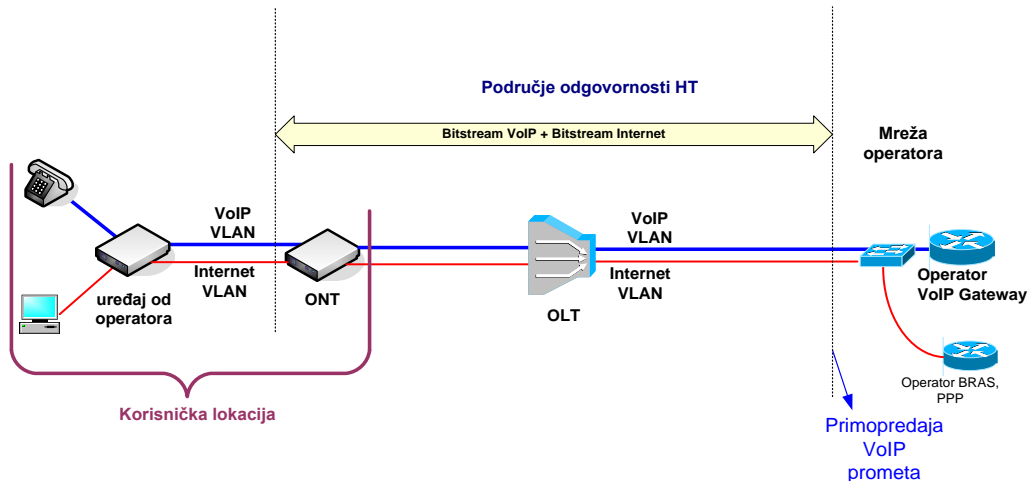 Područje odgovornosti HT
Bitstream VoIP + Bitstream Internet
Mreža
operatora
VoIP
VLAN
Internet
VLAN
uređaj od
operatora
ONT
VoIP
VLAN
Internet
VLAN
OLT
Operator
VoIP Gateway
Operator BRAS,
PPP
Korisnička lokacija
Primopredaja
VoIP
prometa